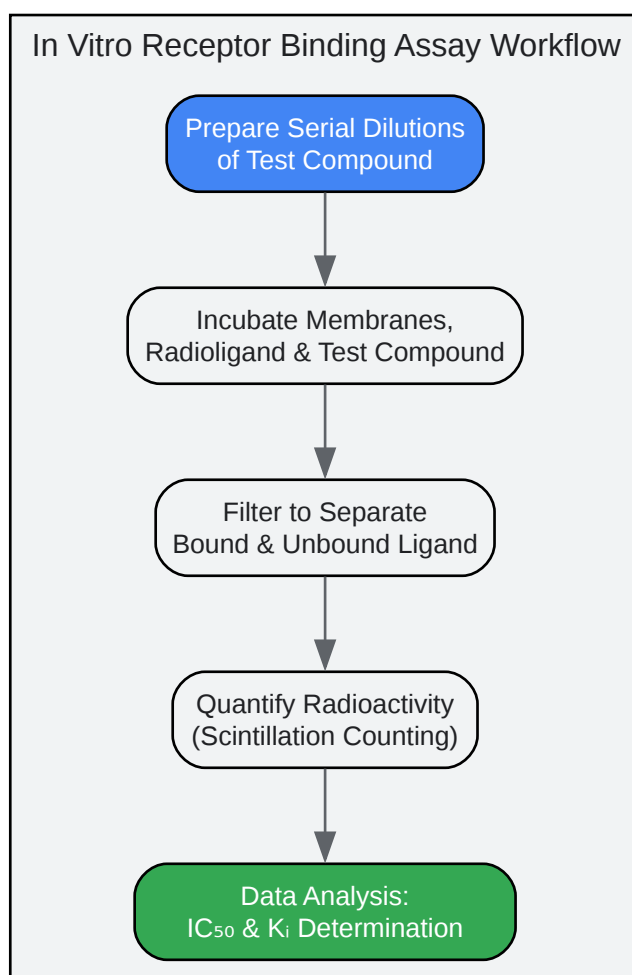 In Vitro Receptor Binding Assay Workflow
Prepare Serial Dilutions
of Test Compound
Incubate Membranes,
Radioligand & Test Compound
Filter to Separate
Bound & Unbound Ligand
Quantify Radioactivity
(Scintillation Counting)
Data Analysis:
IC₅₀ & Kᵢ Determination